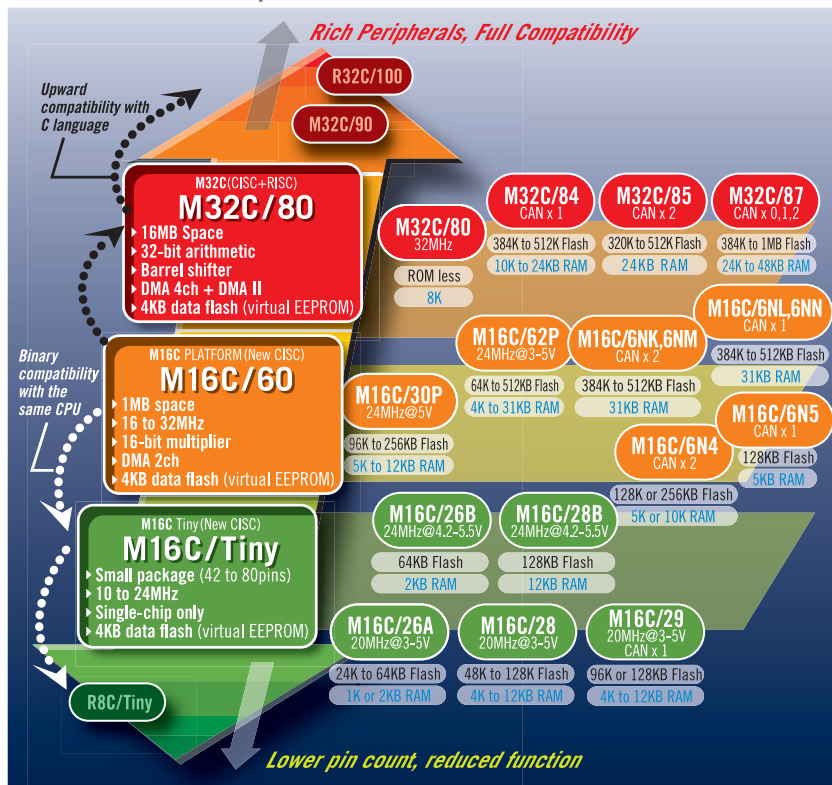 Rich Peripherals, Full Compatibility
R32C/100
M32C/90
Upward
compatibility with
C language
M32C(CISC+RISC)
M32C/80
16MB Space
32-bit arithmetic
Barrel shifter
DMA 4ch + DMA II
4KB data flash (virtual EEPROM)
M32C/80
32MHz
ROM less
8K
M32C/84
CAN x 1
384K to 512K Flash
10K to 24KB RAM
M32C/85
CAN x 2
320K to 512K Flash
24KB RAM
M32C/87
CAN x 0,1,2
384K to 1MB Flash
24K to 48KB RAM
Binary
compatibility
with the
same CPU
M16C PLATFORM(New CISC)
M16C/60
1MB space
16 to 32MHz
16-bit multiplier
DMA 2ch
4KB data flash (virtual EEPROM)
M16C/30P
24MHz@5V
96K to 256KB Flash
5K to 12KB RAM
M16C/62P
24MHz@3-5V
64K to 512KB Flash
4K to 31KB RAM
M16C/6NK,6NM
CAN x 2
384K to 512KB Flash
31KB RAM
M16C/6NL,6NN
CAN x 1
384K to 512KB Flash
31KB RAM
M16C/6N4
CAN x 2
128K or 256KB Flash
5K or 10K RAM
M16C/6N5
CAN x 1
128KB Flash
5KB RAM
M16C Tiny(New CISC)
M16C/Tiny
Small package (42 to 80pins)
10 to 24MHz
Single-chip only
4KB data flash (virtual EEPROM)
M16C/26B
24MHz@4.2-5.5V
64KB Flash
2KB RAM
M16C/28B
24MHz@4.2-5.5V
128KB Flash
12KB RAM
M16C/26A
20MHz@3-5V
24K to 64KB Flash
1K or 2KB RAM
M16C/28
20MHz@3-5V
48K to 128K Flash
4K to 12KB RAM
M16C/29
20MHz@3-5V
CAN x 1
96K or 128KB Flash
4K to 12KB RAM
R8C/Tiny
Lower pin count, reduced function